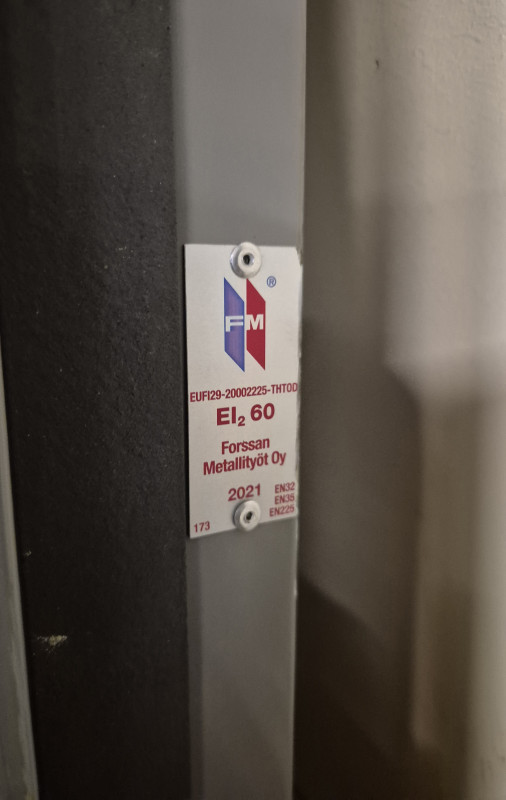 FM®
EUFI29-20002225-THTOD
EI₂ 60
Forssan
Metallityöt Oy
2021
EN32
EN35
EN225
173